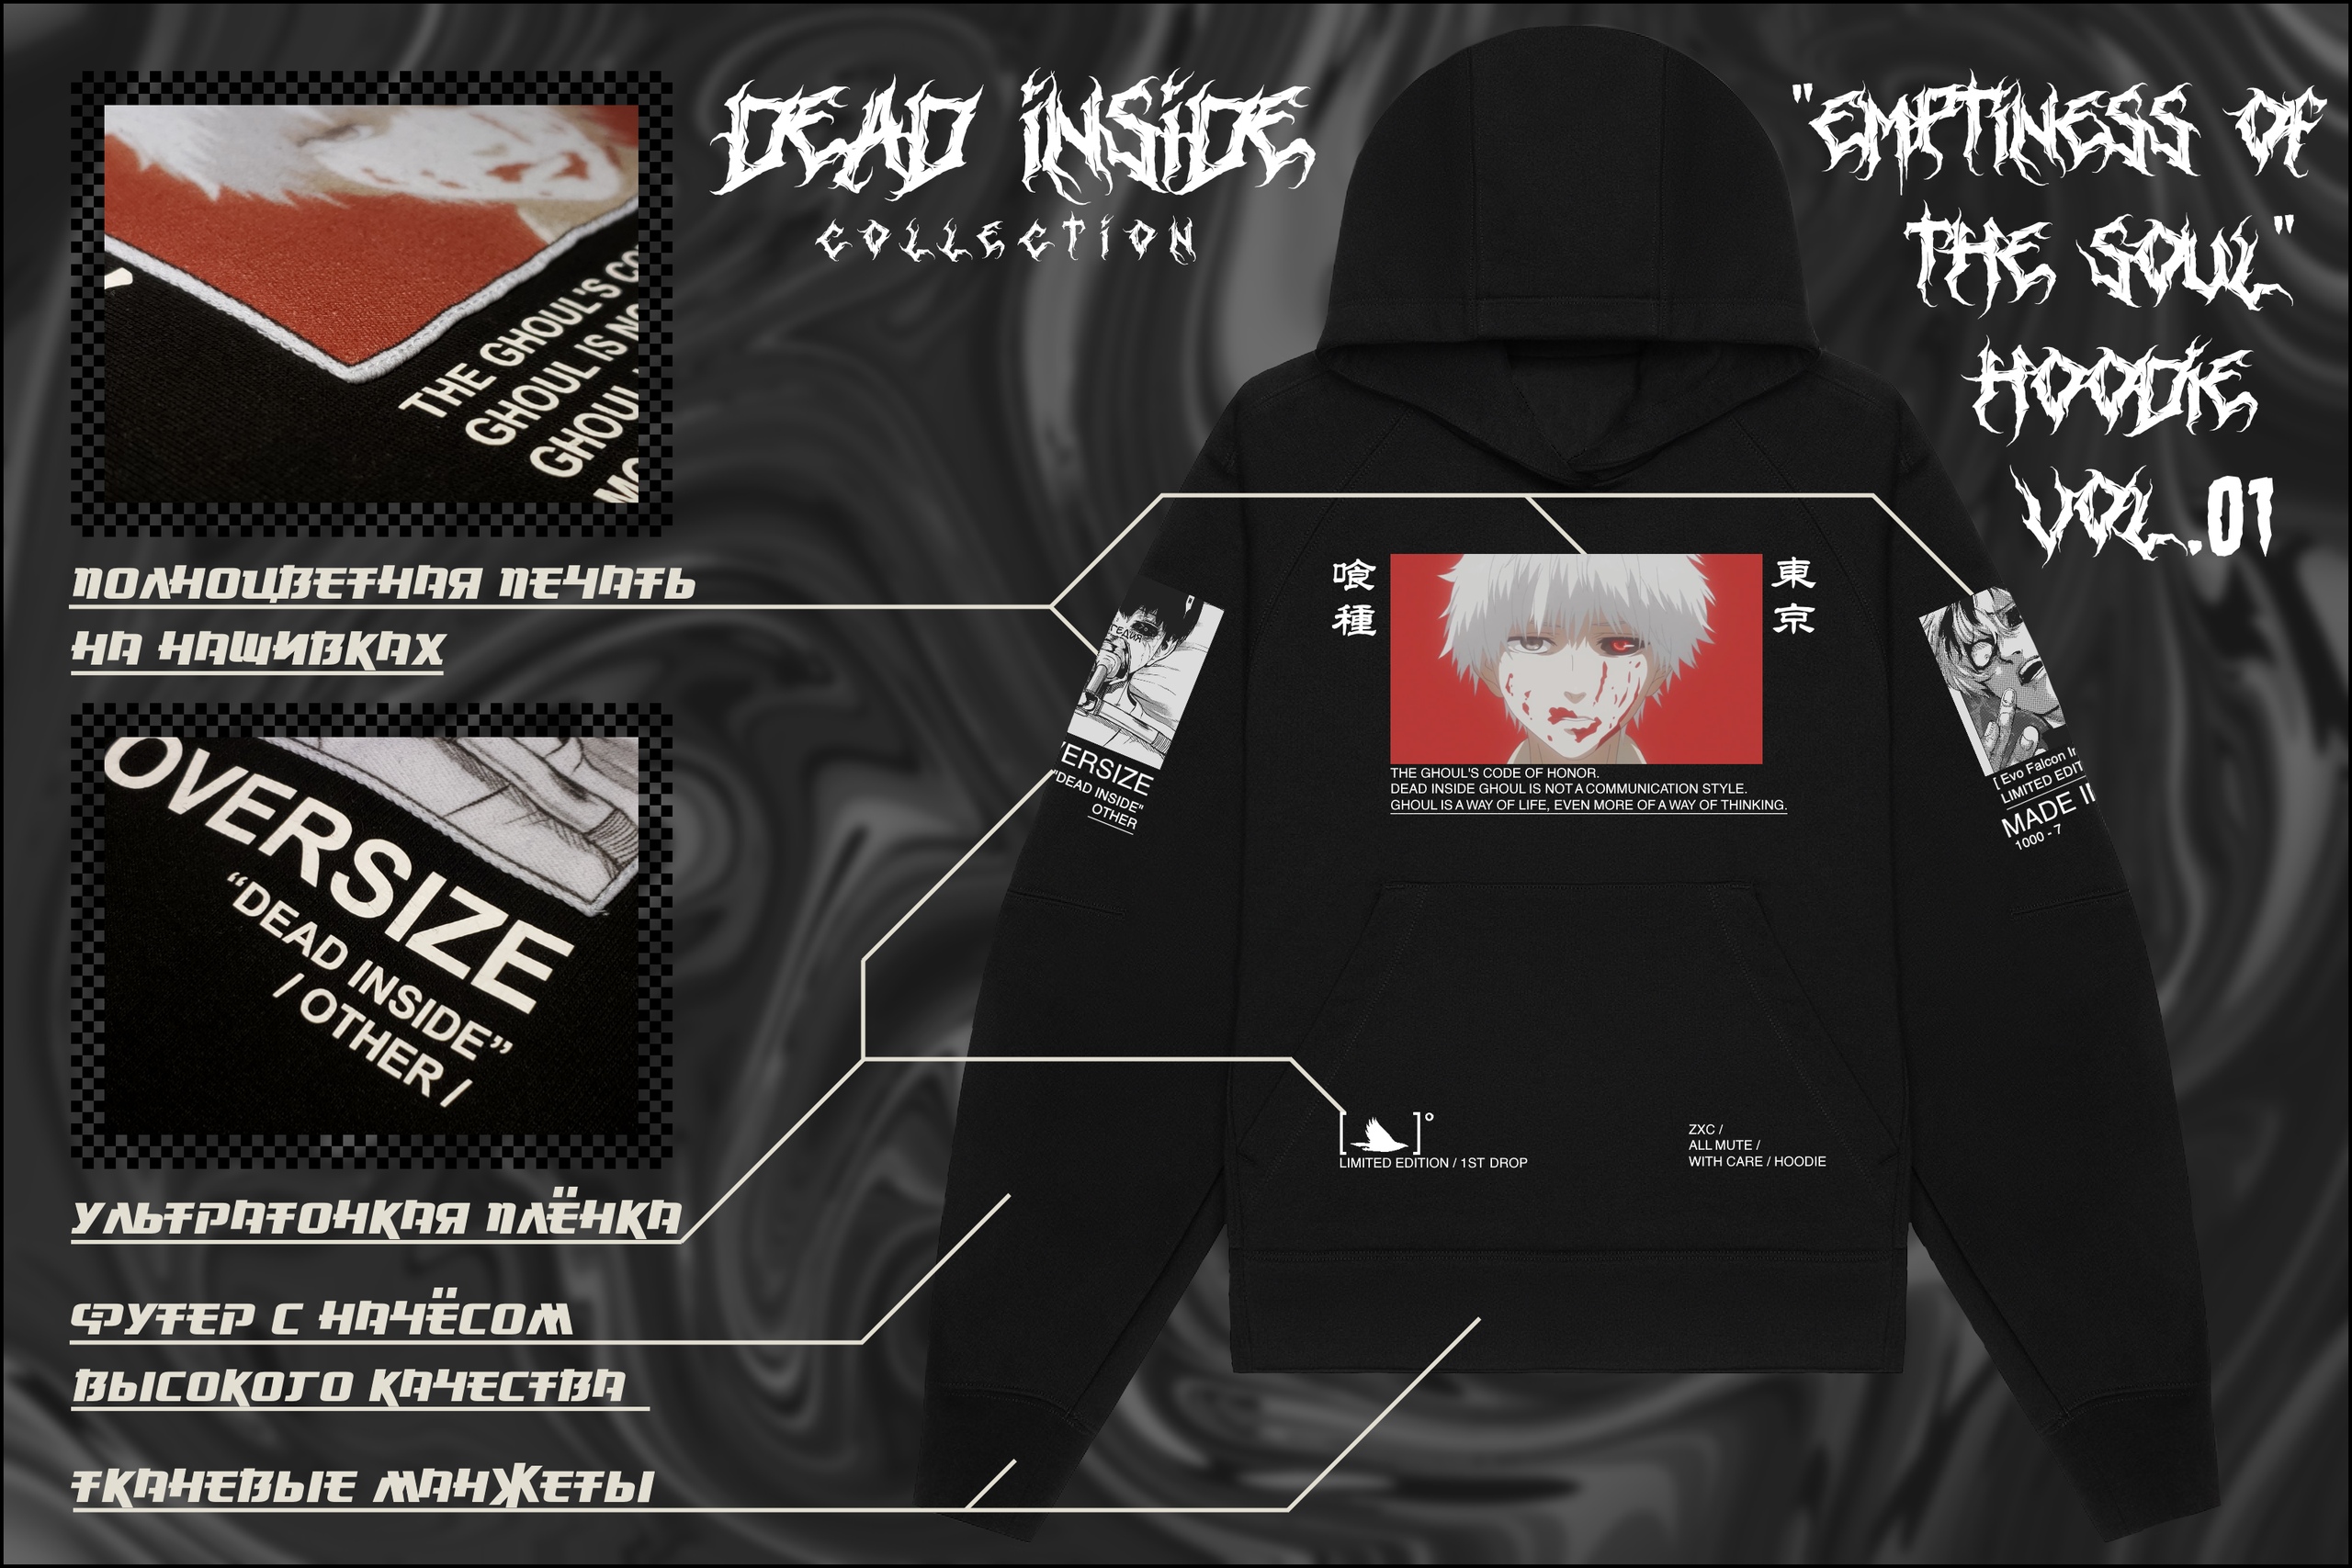 DEAD INSIDE
COLLECTION
"EMPTINESS OF
THE SOUL"
HOODIE
VOL.01
THE GHOUL'S CO
GHOUL IS NO
GHOUL
MO
ПОЛНОЦВЕТНАЯ ПЕЧАТЬ
НА НАШИВКАХ
OVERSIZE
“DEAD INSIDE”
/ OTHER /
УЛЬТРАТОНКАЯ ПЛЁНКА
ФУТЕР С НАЧЁСОМ
ВЫСОКОГО КАЧЕСТВА
ТКАНЕВЫЕ МАНЖЕТЫ
喰種
東京
THE GHOUL'S CODE OF HONOR.
DEAD INSIDE GHOUL IS NOT A COMMUNICATION STYLE.
GHOUL IS A WAY OF LIFE, EVEN MORE OF A WAY OF THINKING.
VERSIZE
"DEAD INSIDE"
OTHER
[ Evo Falcon In
LIMITED EDIT
MADE IN
1000 - 7
[ ]°
LIMITED EDITION / 1ST DROP
ZXC /
ALL MUTE /
WITH CARE / HOODIE